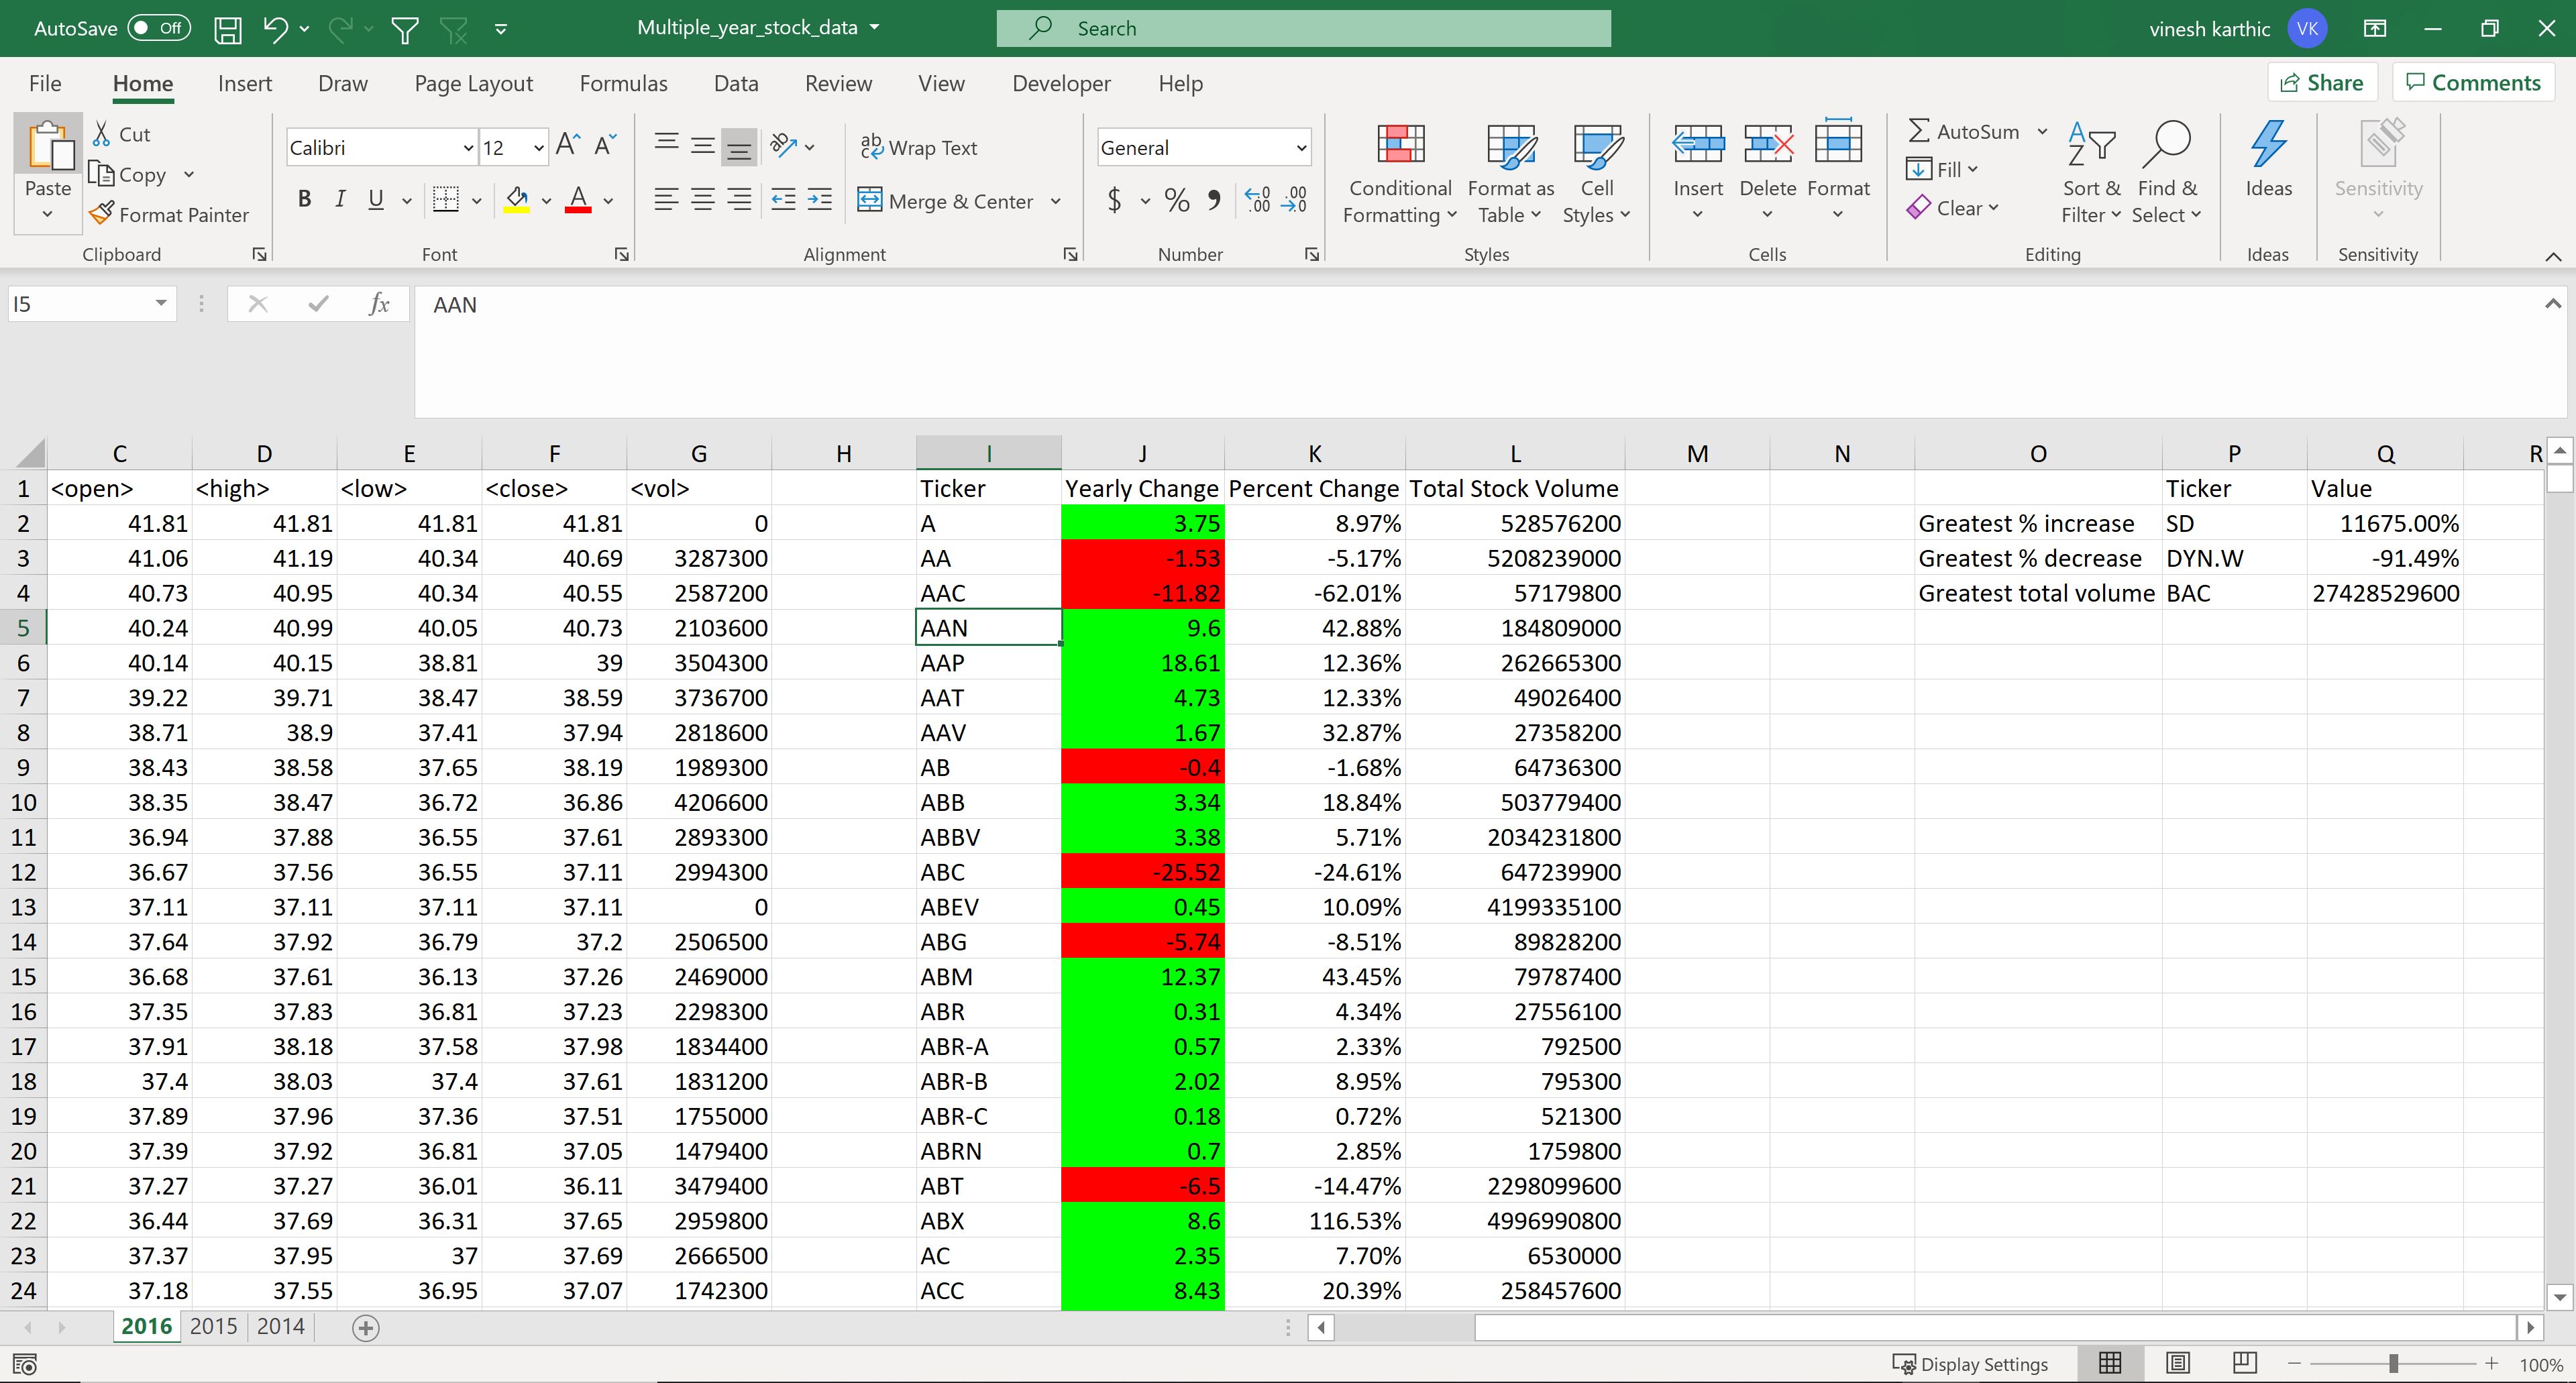 AutoSave Off Multiple_year_stock_data Search vinesh karthic VK
File Home Insert Draw Page Layout Formulas Data Review View Developer Help Share Comments
Paste Cut Copy Format Painter Clipboard
Calibri 12 A A B I U A Font
ab Wrap Text Merge & Center Alignment
General $ % Number
Conditional Formatting Format as Table Cell Styles Styles
Insert Delete Format Cells
AutoSum Fill Clear Sort & Filter Find & Select Editing
Ideas Ideas
Sensitivity Sensitivity
I5 fx AAN
C D E F G H I J K L M N O P Q R
1 <open> <high> <low> <close> <vol> Ticker Yearly Change Percent Change Total Stock Volume Ticker Value
2 41.81 41.81 41.81 41.81 0 A 3.75 8.97% 528576200 Greatest % increase SD 11675.00%
3 41.06 41.19 40.34 40.69 3287300 AA -1.53 -5.17% 5208239000 Greatest % decrease DYN.W -91.49%
4 40.73 40.95 40.34 40.55 2587200 AAC -11.82 -62.01% 57179800 Greatest total volume BAC 27428529600
5 40.24 40.99 40.05 40.73 2103600 AAN 9.6 42.88% 184809000
6 40.14 40.15 38.81 39 3504300 AAP 18.61 12.36% 262665300
7 39.22 39.71 38.47 38.59 3736700 AAT 4.73 12.33% 49026400
8 38.71 38.9 37.41 37.94 2818600 AAV 1.67 32.87% 27358200
9 38.43 38.58 37.65 38.19 1989300 AB -0.4 -1.68% 64736300
10 38.35 38.47 36.72 36.86 4206600 ABB 3.34 18.84% 503779400
11 36.94 37.88 36.55 37.61 2893300 ABBV 3.38 5.71% 2034231800
12 36.67 37.56 36.55 37.11 2994300 ABC -25.52 -24.61% 647239900
13 37.11 37.11 37.11 37.11 0 ABEV 0.45 10.09% 4199335100
14 37.64 37.92 36.79 37.2 2506500 ABG -5.74 -8.51% 89828200
15 36.68 37.61 36.13 37.26 2469000 ABM 12.37 43.45% 79787400
16 37.35 37.83 36.81 37.23 2298300 ABR 0.31 4.34% 27556100
17 37.91 38.18 37.58 37.98 1834400 ABR-A 0.57 2.33% 792500
18 37.4 38.03 37.4 37.61 1831200 ABR-B 2.02 8.95% 795300
19 37.89 37.96 37.36 37.51 1755000 ABR-C 0.18 0.72% 521300
20 37.39 37.92 36.81 37.05 1479400 ABRN 0.7 2.85% 1759800
21 37.27 37.27 36.01 36.11 3479400 ABT -6.5 -14.47% 2298099600
22 36.44 37.69 36.31 37.65 2959800 ABX 8.6 116.53% 4996990800
23 37.37 37.95 37 37.69 2666500 AC 2.35 7.70% 6530000
24 37.18 37.55 36.95 37.07 1742300 ACC 8.43 20.39% 258457600
2016 2015 2014
Display Settings 100%